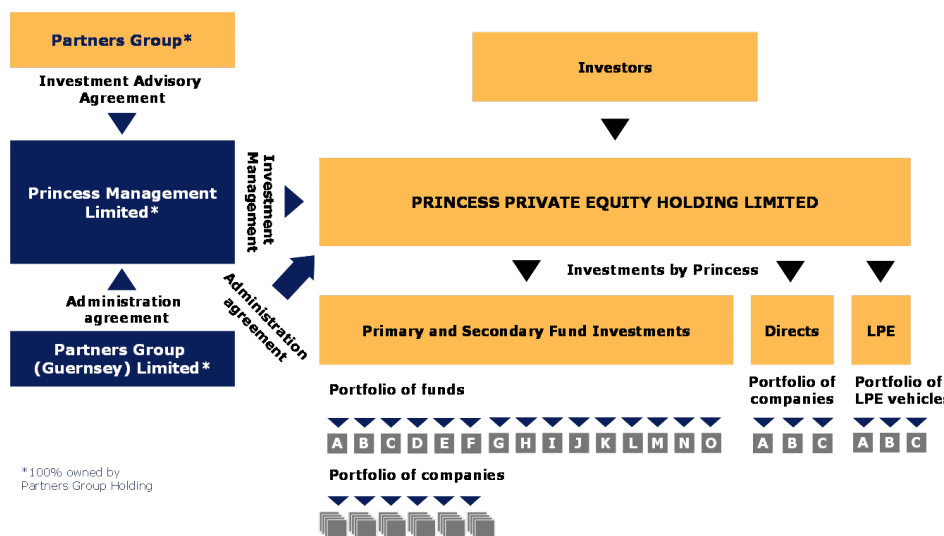 Partners Group*
Investment Advisory
Agreement
Princess Management
Limited*
Administration
agreement
Partners Group
(Guernsey) Limited*
*100% owned by
Partners Group Holding
Investment
Management
Administration
agreement
Investors
PRINCESS PRIVATE EQUITY HOLDING LIMITED
Investments by Princess
Primary and Secondary Fund Investments
Directs
LPE
Portfolio of funds
A B C D E F G H I J K L M N O
Portfolio of companies
Portfolio of
companies
A B C
Portfolio of
LPE vehicles
A B C